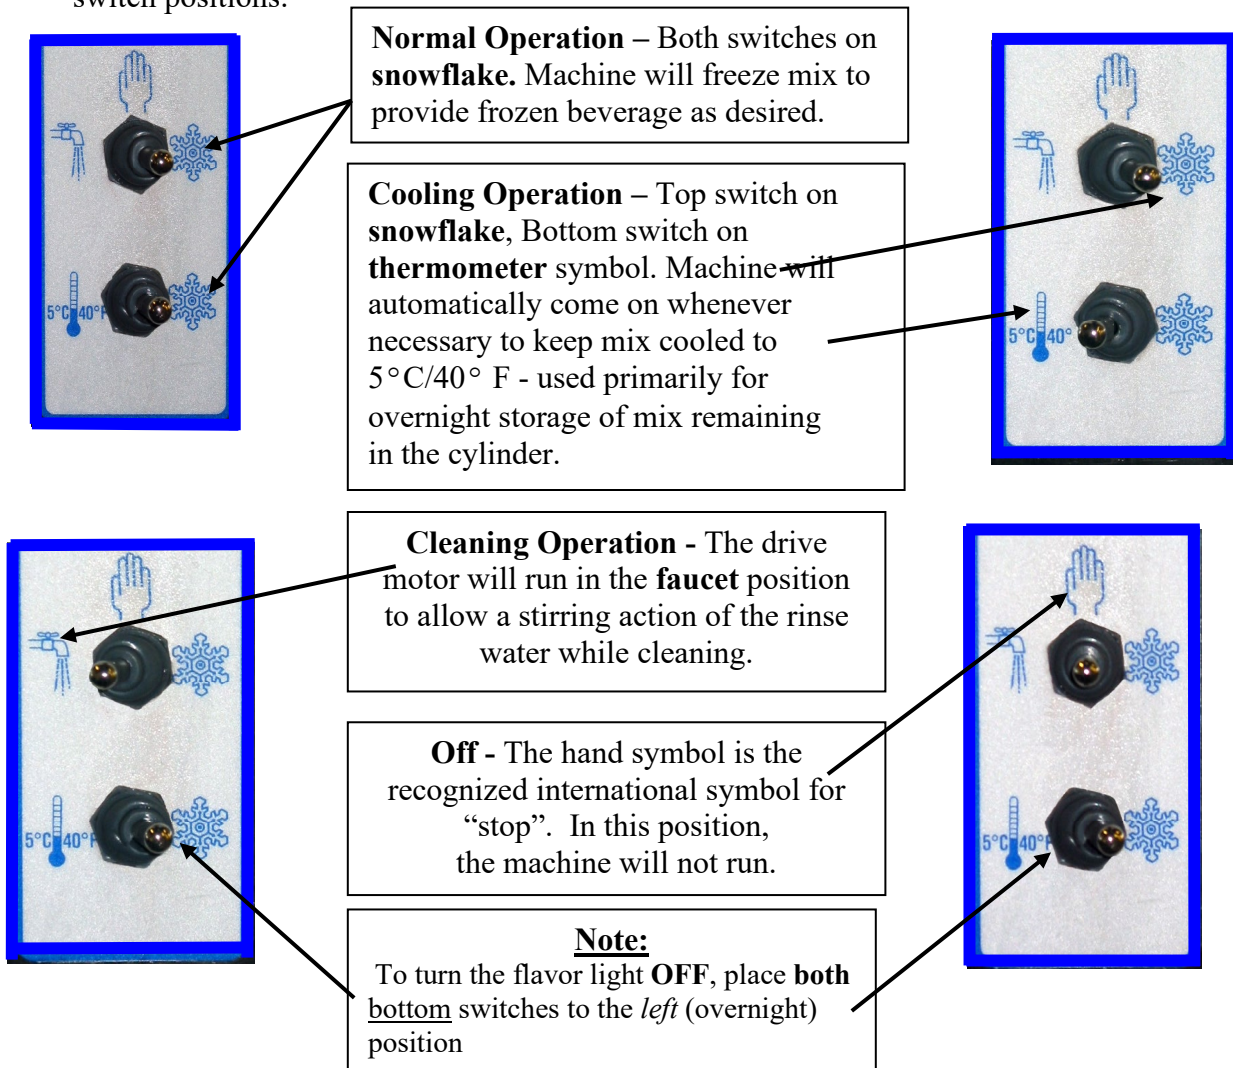 switch positions.
Normal Operation – Both switches on
snowflake. Machine will freeze mix to
provide frozen beverage as desired.
5°C 40°F
Cooling Operation – Top switch on
snowflake, Bottom switch on
thermometer symbol. Machine will
automatically come on whenever
necessary to keep mix cooled to
5°C/40° F - used primarily for
overnight storage of mix remaining
in the cylinder.
5°C 40°
Cleaning Operation - The drive
motor will run in the faucet position
to allow a stirring action of the rinse
water while cleaning.
5°C 40°F
Off - The hand symbol is the
recognized international symbol for
“stop”. In this position,
the machine will not run.
5°C 40°F
Note:
To turn the flavor light OFF, place both
bottom switches to the left (overnight)
position